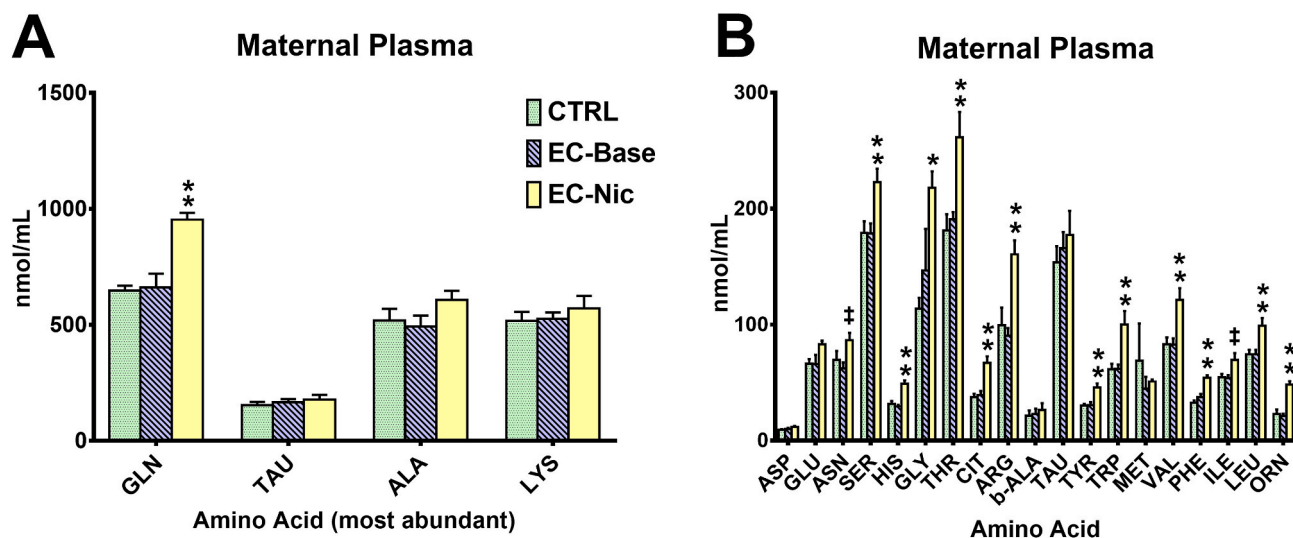 A
Maternal Plasma
1500
1000
500
0
nmol/mL
CTRL
EC-Base
EC-Nic
**
GLN
TAU
ALA
LYS
Amino Acid (most abundant)
B
Maternal Plasma
300
200
100
0
nmol/mL
‡
**
**
*
**
**
**
**
**
**
**
‡
**
**
ASP
GLU
ASN
SER
HIS
GLY
THR
CIT
ARG
b-ALA
TAU
TYR
TRP
MET
VAL
PHE
ILE
LEU
ORN
Amino Acid